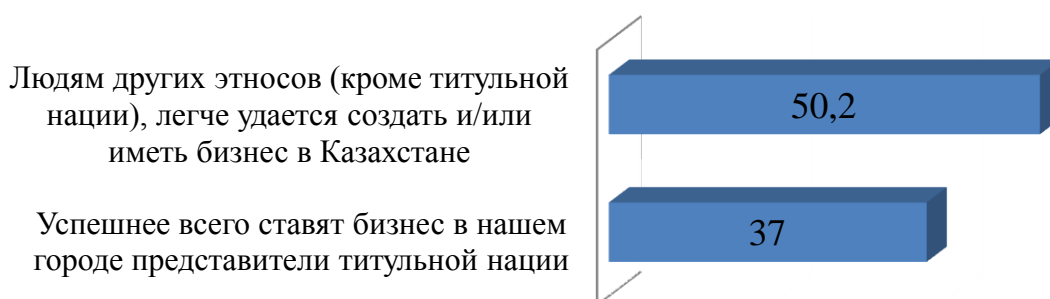 Людям других этносов (кроме титульной
нации), легче удается создать и/или
иметь бизнес в Казахстане
50,2
Успешнее всего ставят бизнес в нашем
городе представители титульной нации
37